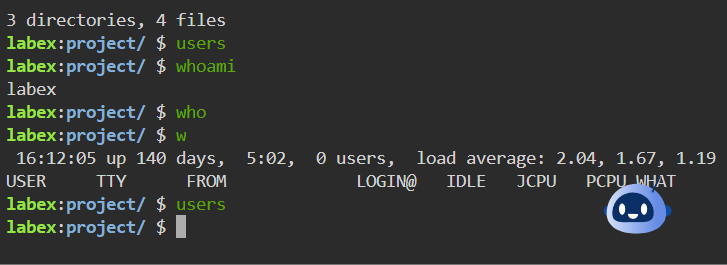 3 directories, 4 files
labex:project/ $ users
labex:project/ $ whoami
labex
labex:project/ $ who
labex:project/ $ w
 16:12:05 up 140 days,  5:02,  0 users,  load average: 2.04, 1.67, 1.19
USER     TTY      FROM             LOGIN@   IDLE   JCPU   PCPU WHAT
labex:project/ $ users
labex:project/ $